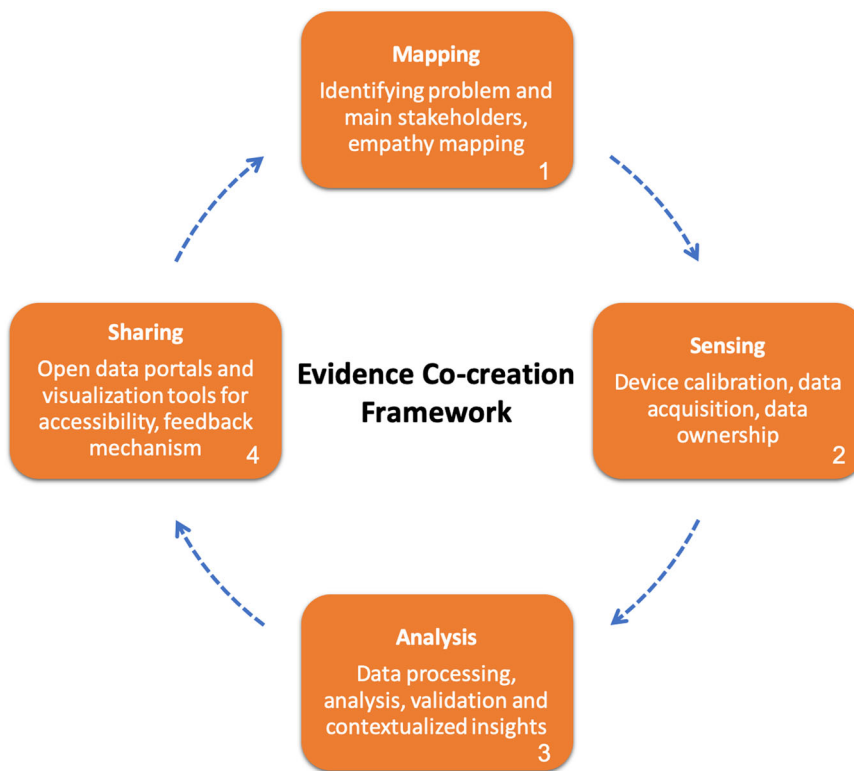 Mapping
Identifying problem and
main stakeholders,
empathy mapping
1
Sensing
Device calibration, data
acquisition, data
ownership
2
Analysis
Data processing,
analysis, validation and
contextualized insights
3
Sharing
Open data portals and
visualization tools for
accessibility, feedback
mechanism
4
Evidence Co-creation
Framework